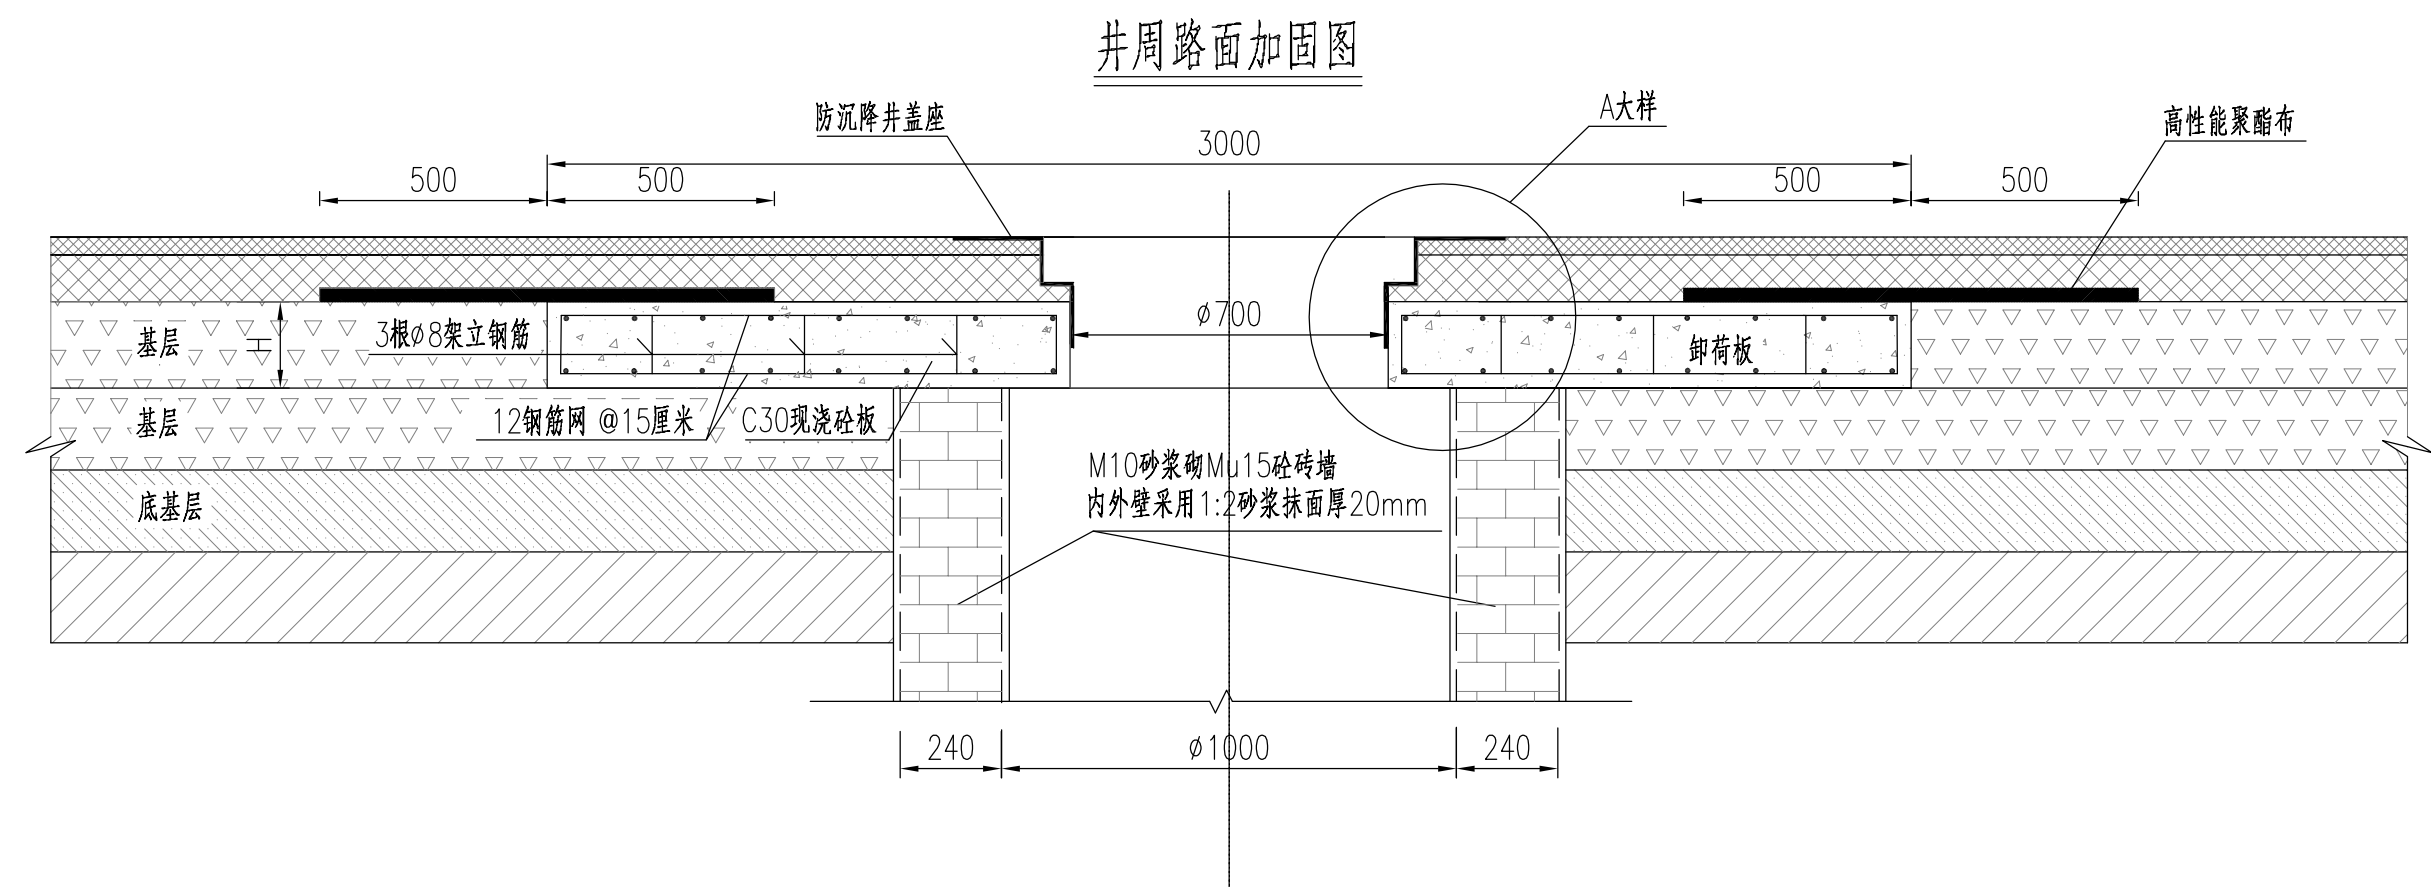 井周路面加固图
防沉降井盖座
A大样
高性能聚酯布
3000
500
500
500
500
ϕ700
基层
H
3根ϕ8架立钢筋
卸荷板
基层
12钢筋网 @15厘米
C30现浇砼板
M10砂浆砌Mu15砼砖墙
内外壁采用1:2砂浆抹面厚20mm
底基层
240
ϕ1000
240